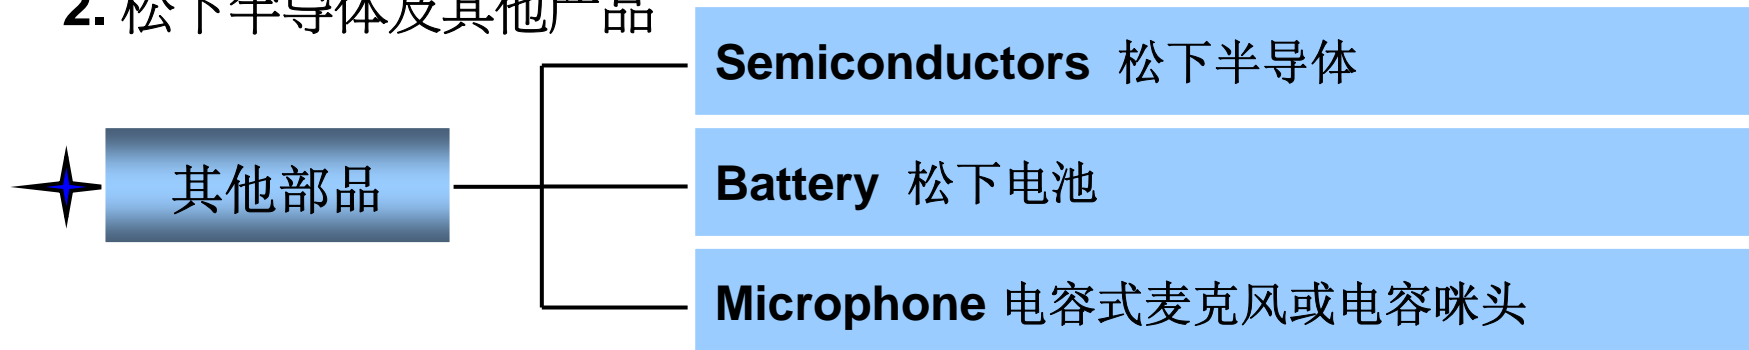 2. 松下半导体及其他产品
Semiconductors 松下半导体
其他部品
Battery 松下电池
Microphone 电容式麦克风或电容咪头